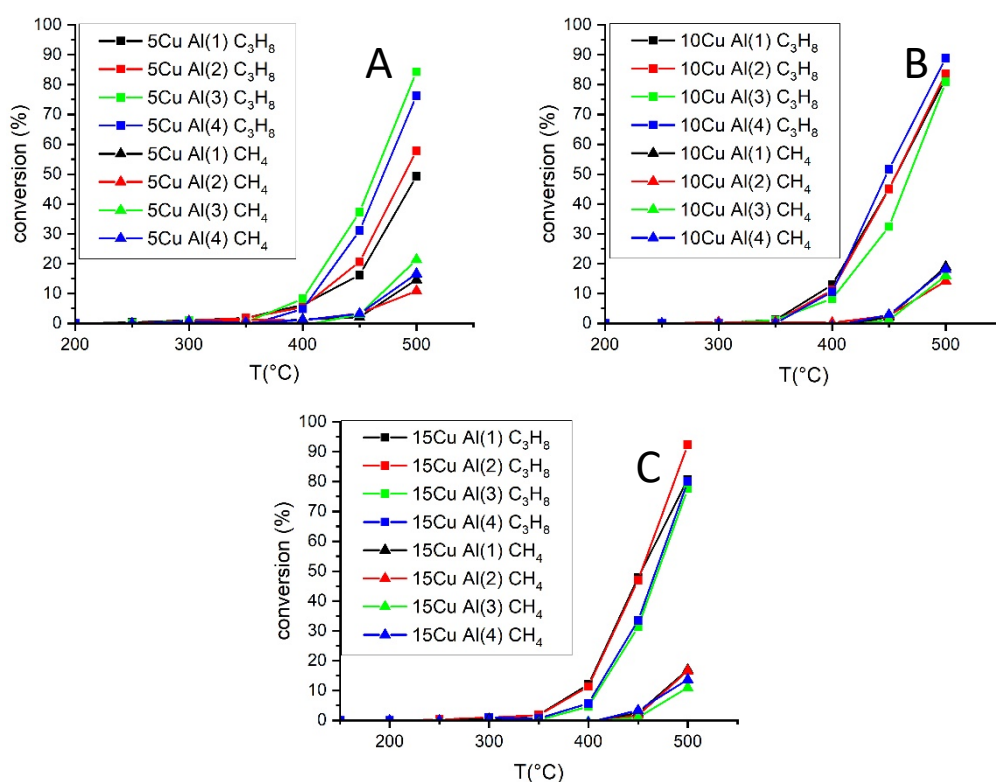 100
90
80
70
60
50
40
30
20
10
0
conversion (%)
5Cu Al(1) C₃H₈
5Cu Al(2) C₃H₈
5Cu Al(3) C₃H₈
5Cu Al(4) C₃H₈
5Cu Al(1) CH₄
5Cu Al(2) CH₄
5Cu Al(3) CH₄
5Cu Al(4) CH₄
A
200 300 400 500
T(°C)
100
90
80
70
60
50
40
30
20
10
0
conversion (%)
10Cu Al(1) C₃H₈
10Cu Al(2) C₃H₈
10Cu Al(3) C₃H₈
10Cu Al(4) C₃H₈
10Cu Al(1) CH₄
10Cu Al(2) CH₄
10Cu Al(3) CH₄
10Cu Al(4) CH₄
B
200 300 400 500
T(°C)
100
90
80
70
60
50
40
30
20
10
0
conversion (%)
15Cu Al(1) C₃H₈
15Cu Al(2) C₃H₈
15Cu Al(3) C₃H₈
15Cu Al(4) C₃H₈
15Cu Al(1) CH₄
15Cu Al(2) CH₄
15Cu Al(3) CH₄
15Cu Al(4) CH₄
C
200 300 400 500
T(°C)